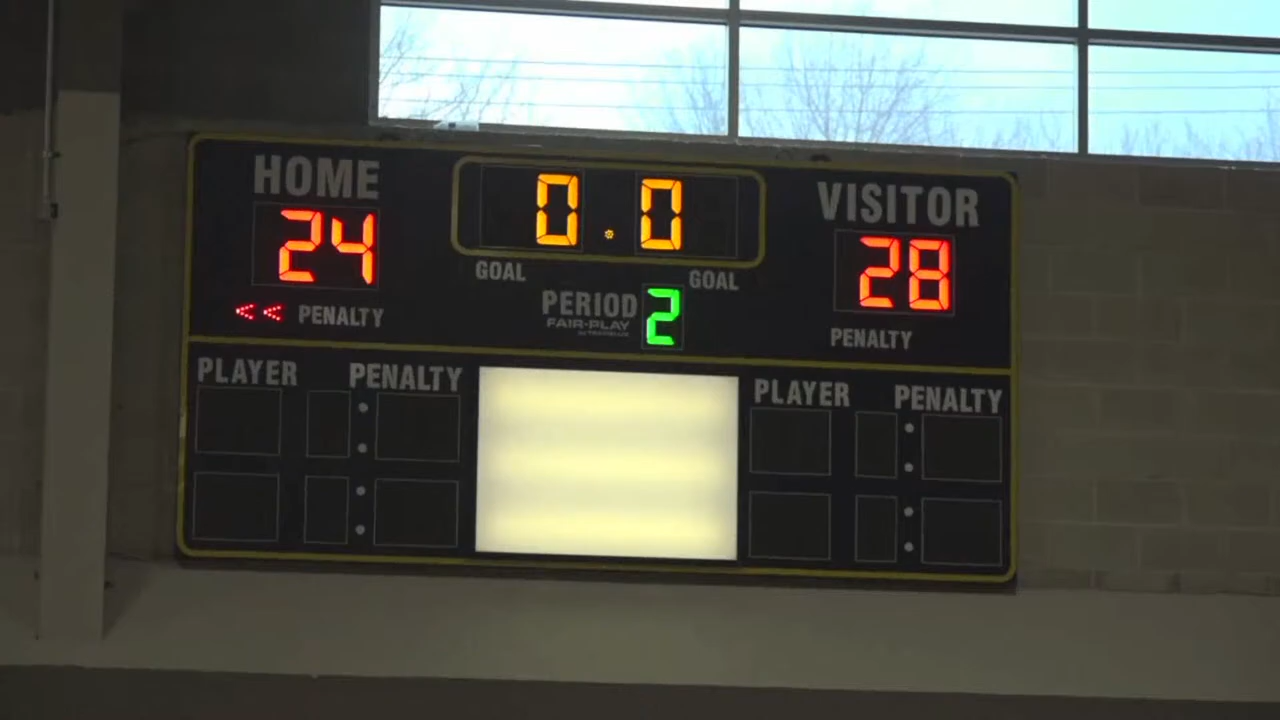 HOME
0.0
VISITOR
24
28
GOAL
GOAL
<< PENALTY
PERIOD 2
FAIR-PLAY
PENALTY
PLAYER
PENALTY
PLAYER
PENALTY